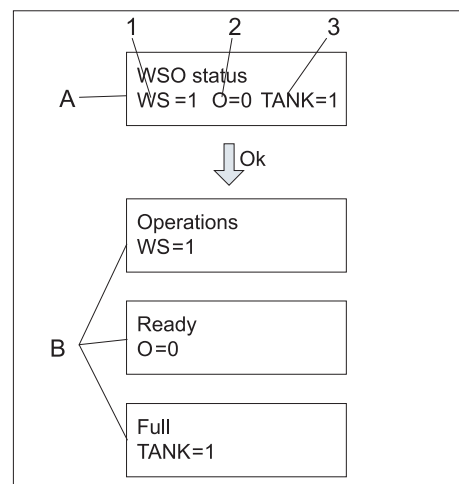 1 2 3
WSO status
A
WS =1 O=0 TANK=1
Ok
Operations
WS=1
Ready
B
O=0
Full
TANK=1